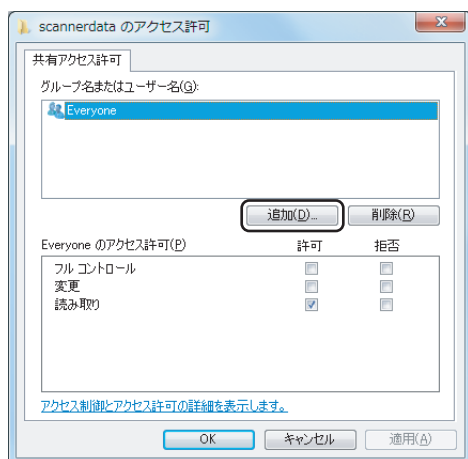 scannerdata のアクセス許可
共有アクセス許可
グループ名またはユーザー名(G):
Everyone
追加(D)... 削除(R)
Everyone のアクセス許可(P) 許可 拒否
フル コントロール
変更
読み取り
アクセス制御とアクセス許可の詳細を表示します。
OK キャンセル 適用(A)